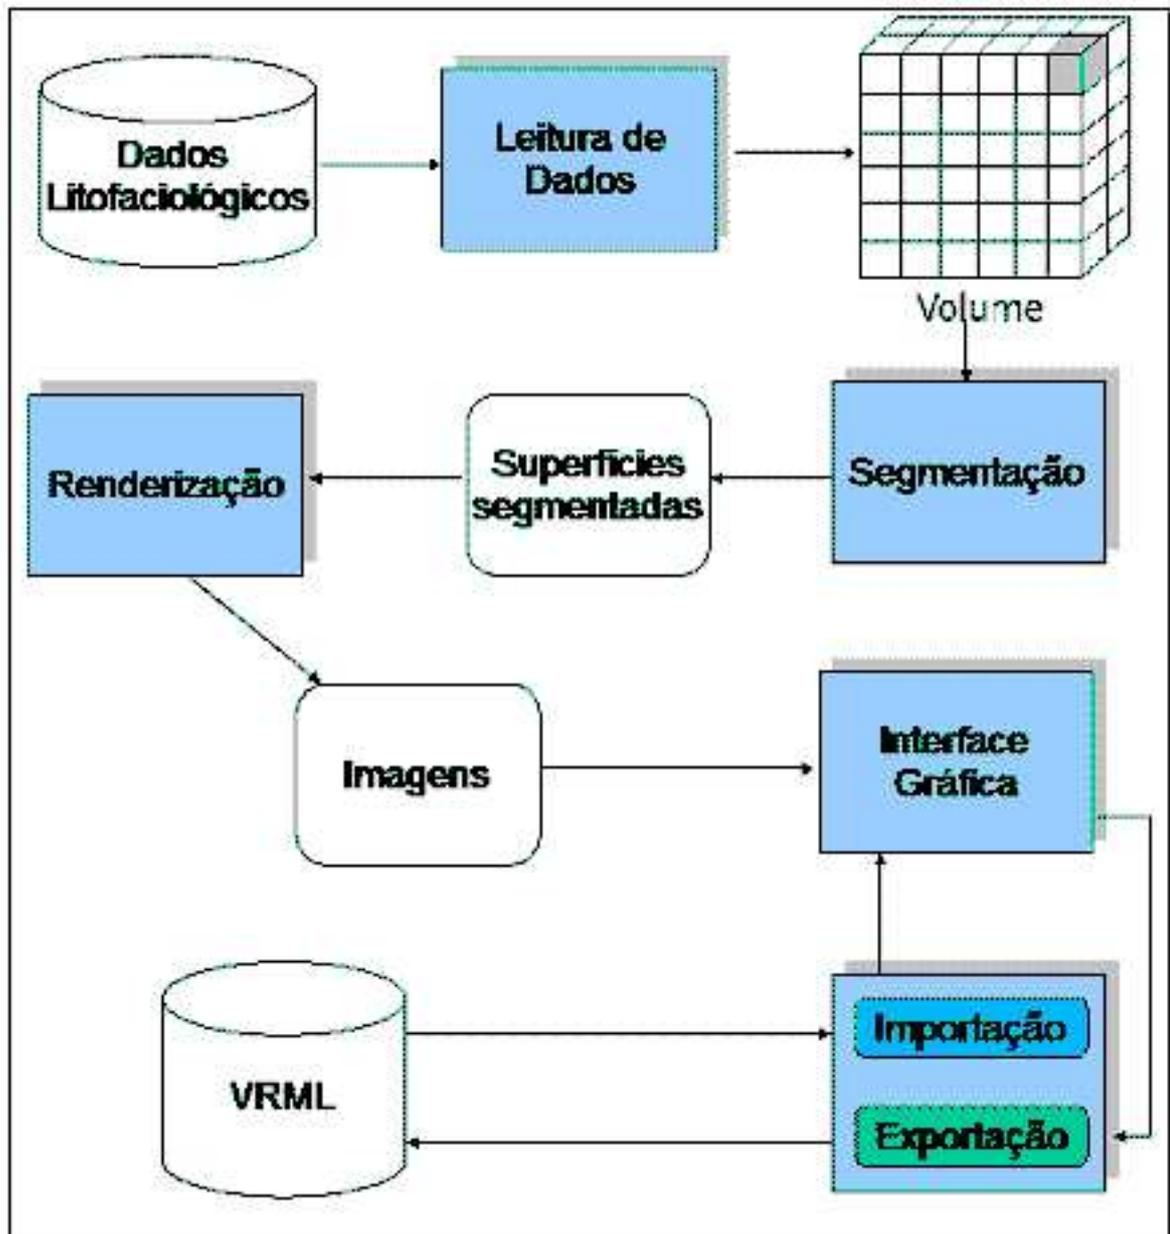 Dados
Litofaciológicos
Leitura de
Dados
Volume
Renderização
Superfícies
segmentadas
Segmentação
Imagens
Interface
Gráfica
VRML
Importação
Exportação